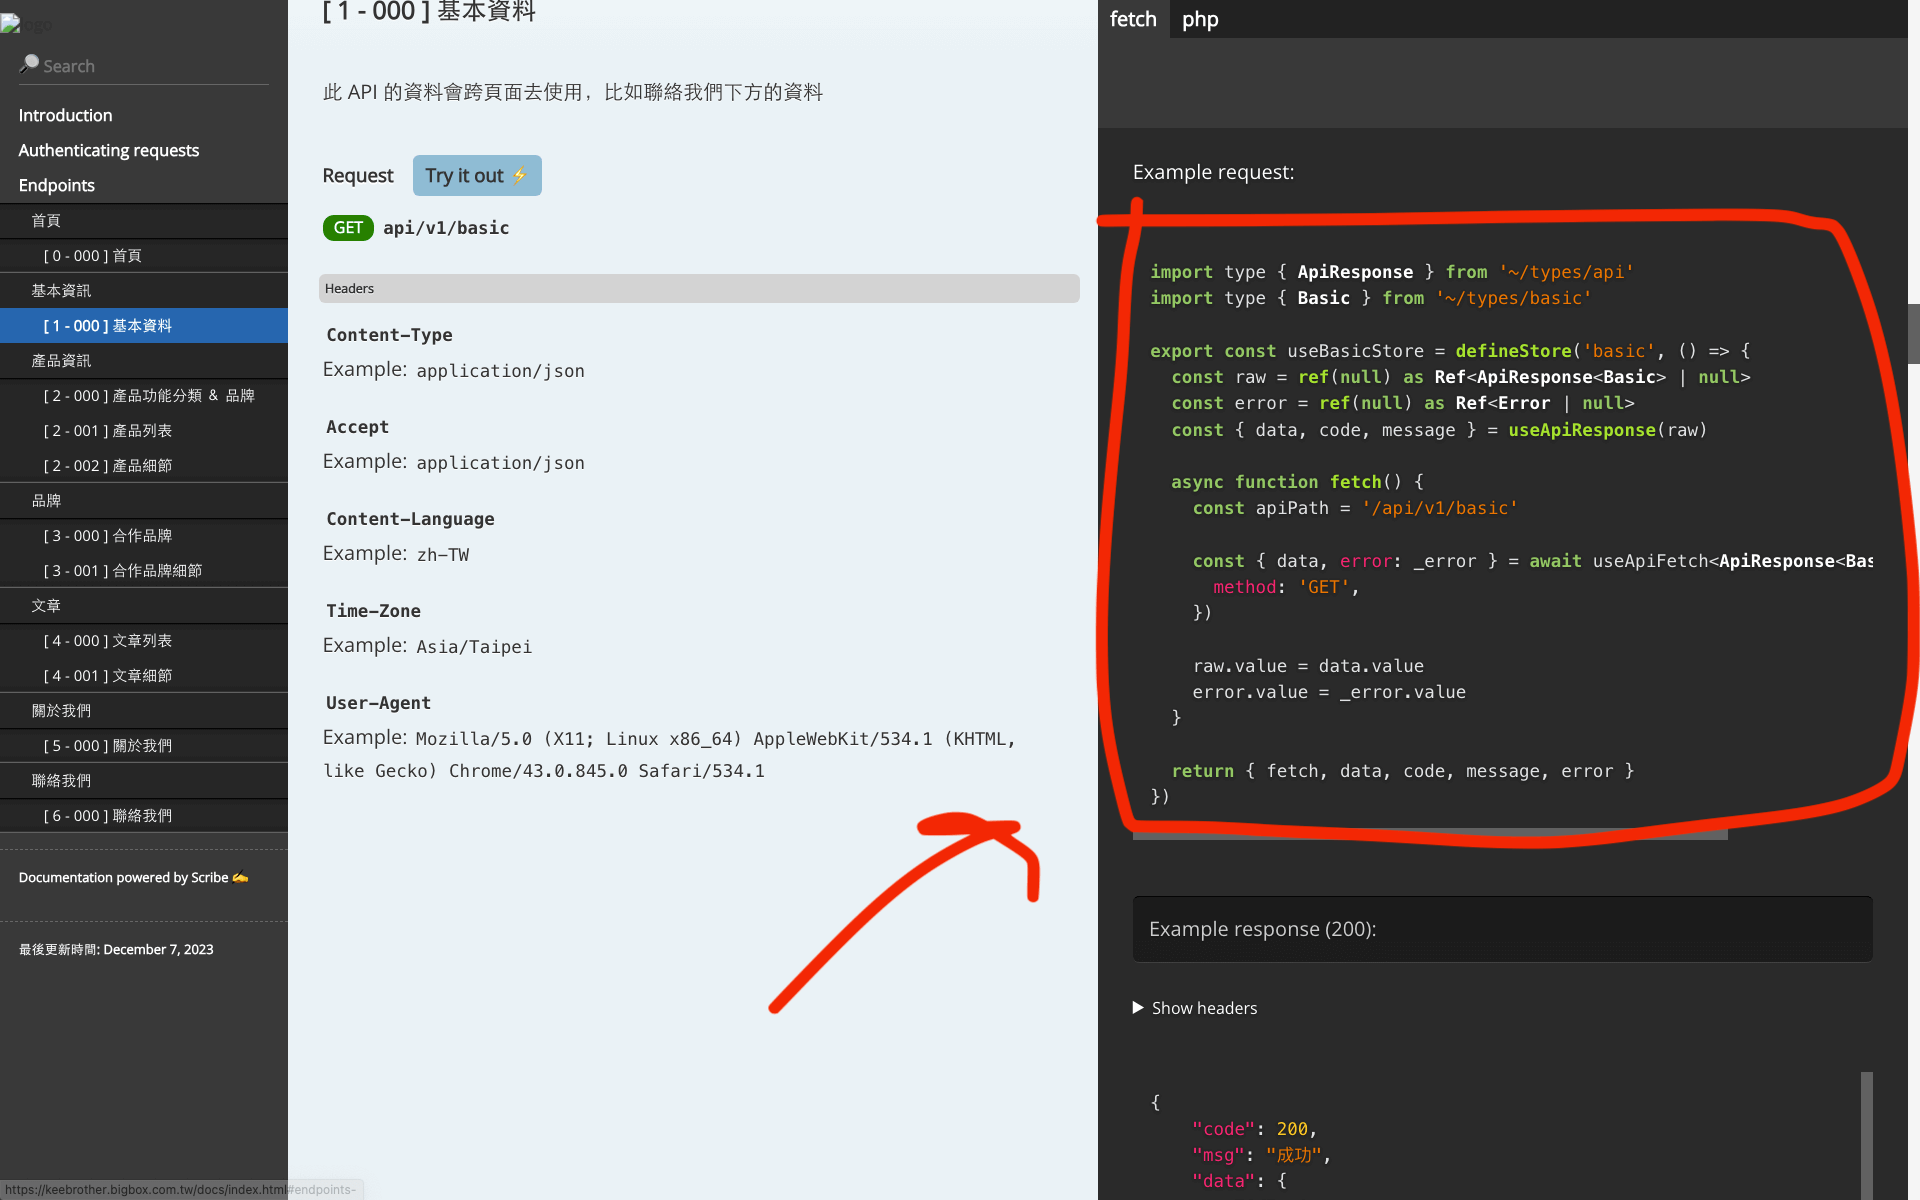 logo
Search
Introduction
Authenticating requests
Endpoints
首頁
[ 0 - 000 ] 首頁
基本資訊
[ 1 - 000 ] 基本資料
產品資訊
[ 2 - 000 ] 產品功能分類 & 品牌
[ 2 - 001 ] 產品列表
[ 2 - 002 ] 產品細節
品牌
[ 3 - 000 ] 合作品牌
[ 3 - 001 ] 合作品牌細節
文章
[ 4 - 000 ] 文章列表
[ 4 - 001 ] 文章細節
關於我們
[ 5 - 000 ] 關於我們
聯絡我們
[ 6 - 000 ] 聯絡我們
Documentation powered by Scribe ✍
最後更新時間: December 7, 2023
https://keebrother.bigbox.com.tw/docs/index.html#endpoints-
[ 1 - 000 ] 基本資料
此 API 的資料會跨頁面去使用，比如聯絡我們下方的資料
Request Try it out ⚡
GET api/v1/basic
Headers
Content-Type
Example: application/json
Accept
Example: application/json
Content-Language
Example: zh-TW
Time-Zone
Example: Asia/Taipei
User-Agent
Example: Mozilla/5.0 (X11; Linux x86_64) AppleWebKit/534.1 (KHTML,
like Gecko) Chrome/43.0.845.0 Safari/534.1
fetch php
Example request:
import type { ApiResponse } from '~/types/api'
import type { Basic } from '~/types/basic'
export const useBasicStore = defineStore('basic', () => {
const raw = ref(null) as Ref<ApiResponse<Basic> | null>
const error = ref(null) as Ref<Error | null>
const { data, code, message } = useApiResponse(raw)
async function fetch() {
const apiPath = '/api/v1/basic'
const { data, error: _error } = await useApiFetch<ApiResponse<Bas
method: 'GET',
})
raw.value = data.value
error.value = _error.value
}
return { fetch, data, code, message, error }
})
Example response (200):
Show headers
{
"code": 200,
"msg": "成功",
"data": {